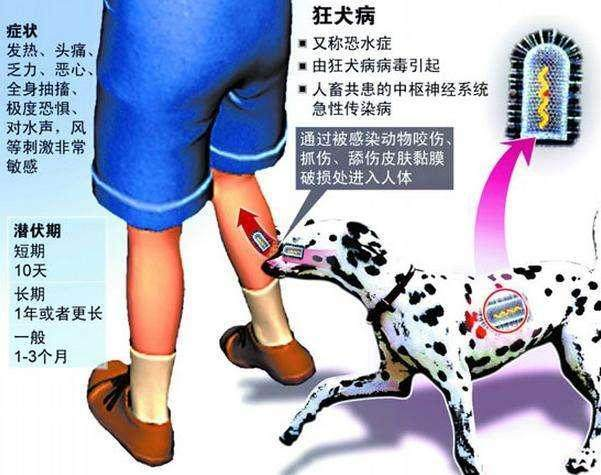 症状
发热、头痛、
乏力、恶心、
全身抽搐、
极度恐惧、
对水声，风
等刺激非常
敏感
狂犬病
又称恐水症
由狂犬病病毒引起
人畜共患的中枢神经系统
急性传染病
通过被感染动物咬伤、
抓伤、舔伤皮肤黏膜
破损处进入人体
潜伏期
短期
10天
长期
1年或者更长
一般
1-3个月